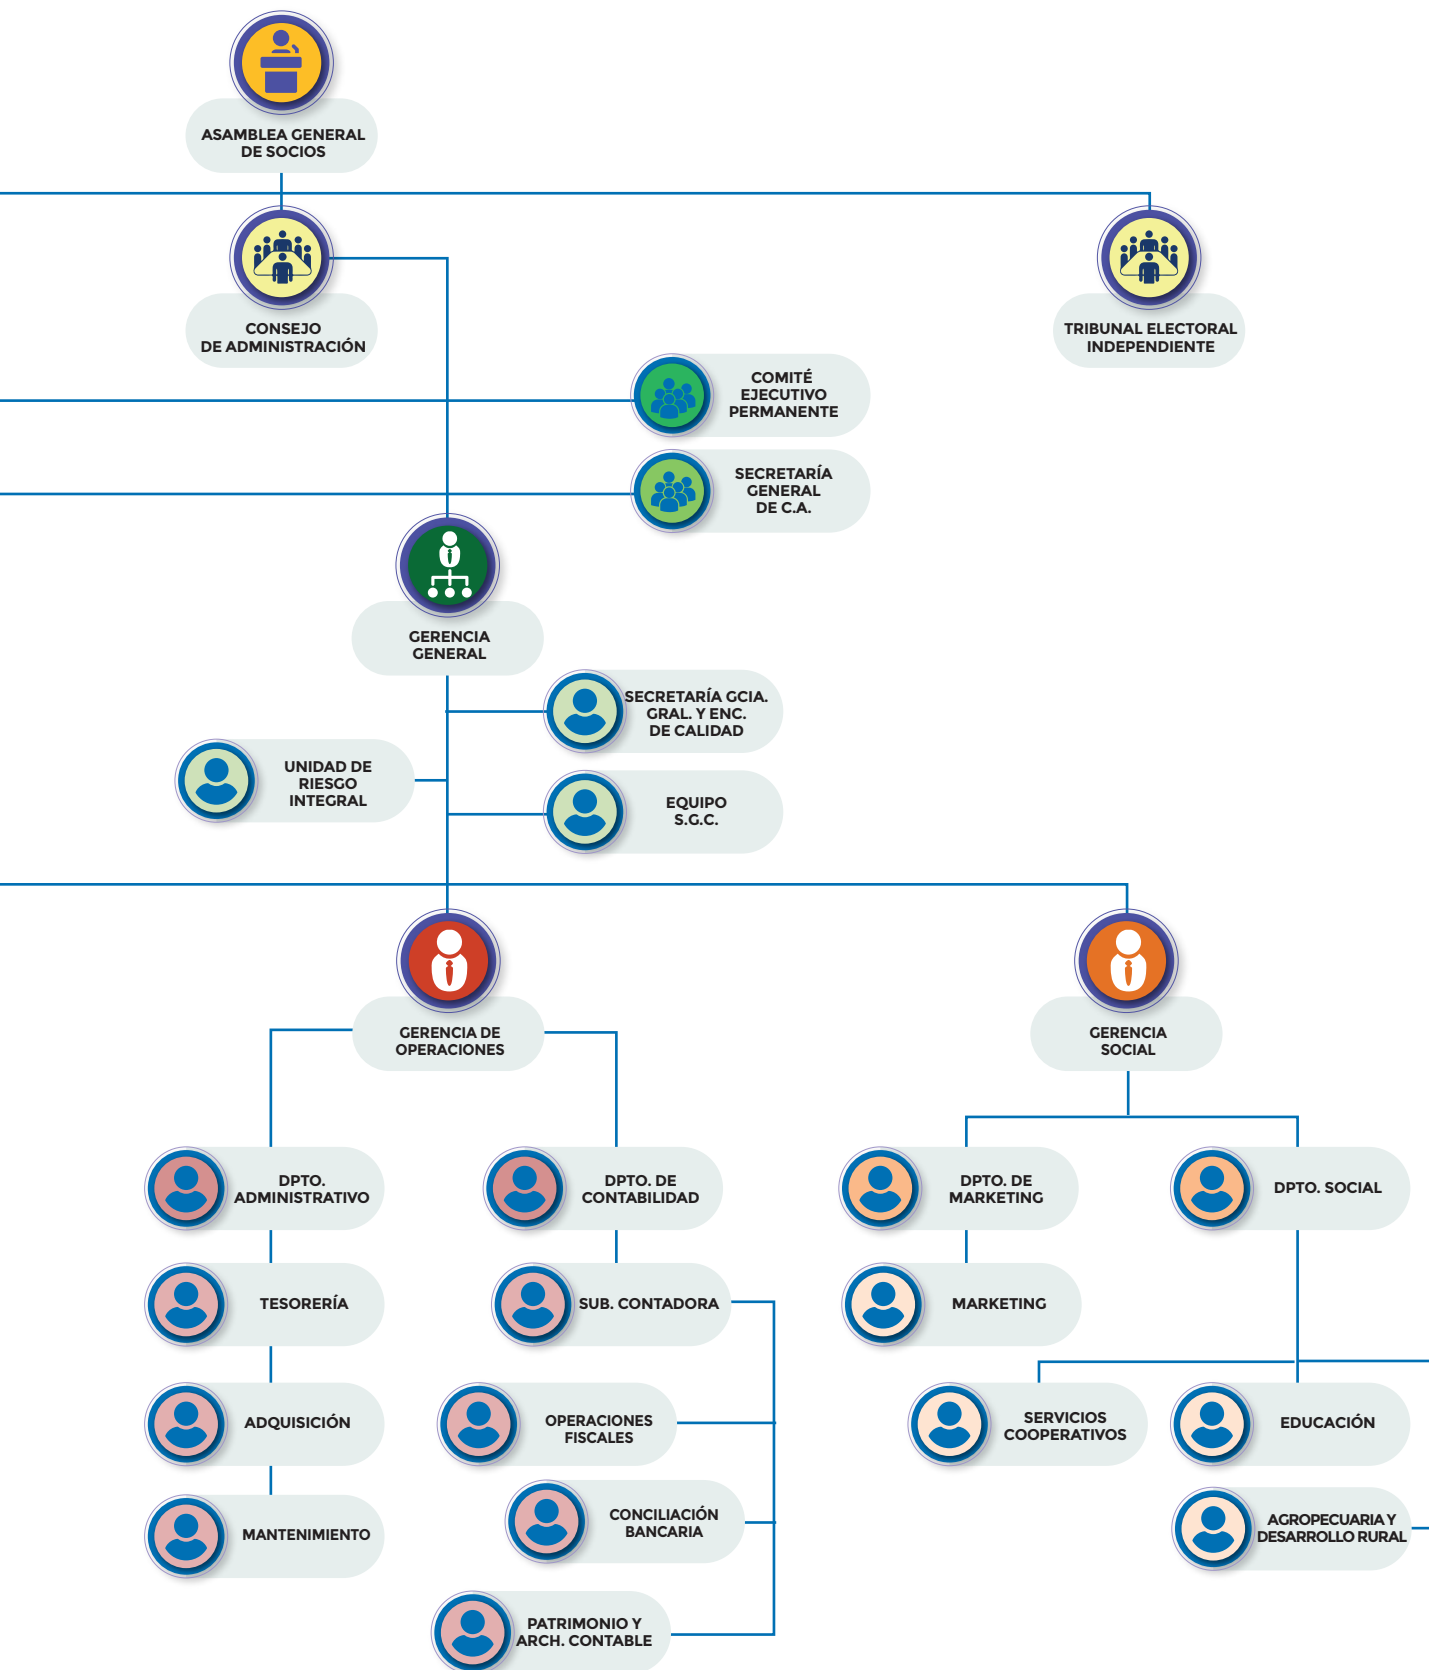 ASAMBLEA GENERAL
DE SOCIOS
CONSEJO
DE ADMINISTRACIÓN
TRIBUNAL ELECTORAL
INDEPENDIENTE
COMITÉ
EJECUTIVO
PERMANENTE
SECRETARÍA
GENERAL
DE C.A.
GERENCIA
GENERAL
SECRETARÍA GCIA.
GRAL. Y ENC.
DE CALIDAD
UNIDAD DE
RIESGO
INTEGRAL
EQUIPO
S.G.C.
GERENCIA DE
OPERACIONES
GERENCIA
SOCIAL
DPTO.
ADMINISTRATIVO
DPTO. DE
CONTABILIDAD
DPTO. DE
MARKETING
DPTO. SOCIAL
TESORERÍA
SUB. CONTADORA
MARKETING
ADQUISICIÓN
OPERACIONES
FISCALES
SERVICIOS
COOPERATIVOS
EDUCACIÓN
MANTENIMIENTO
CONCILIACIÓN
BANCARIA
AGROPECUARIA Y
DESARROLLO RURAL
PATRIMONIO Y
ARCH. CONTABLE